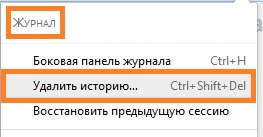 Журнал
Боковая панель журнала Ctrl+H
Удалить историю... Ctrl+Shift+Del
Восстановить предыдущую сессию